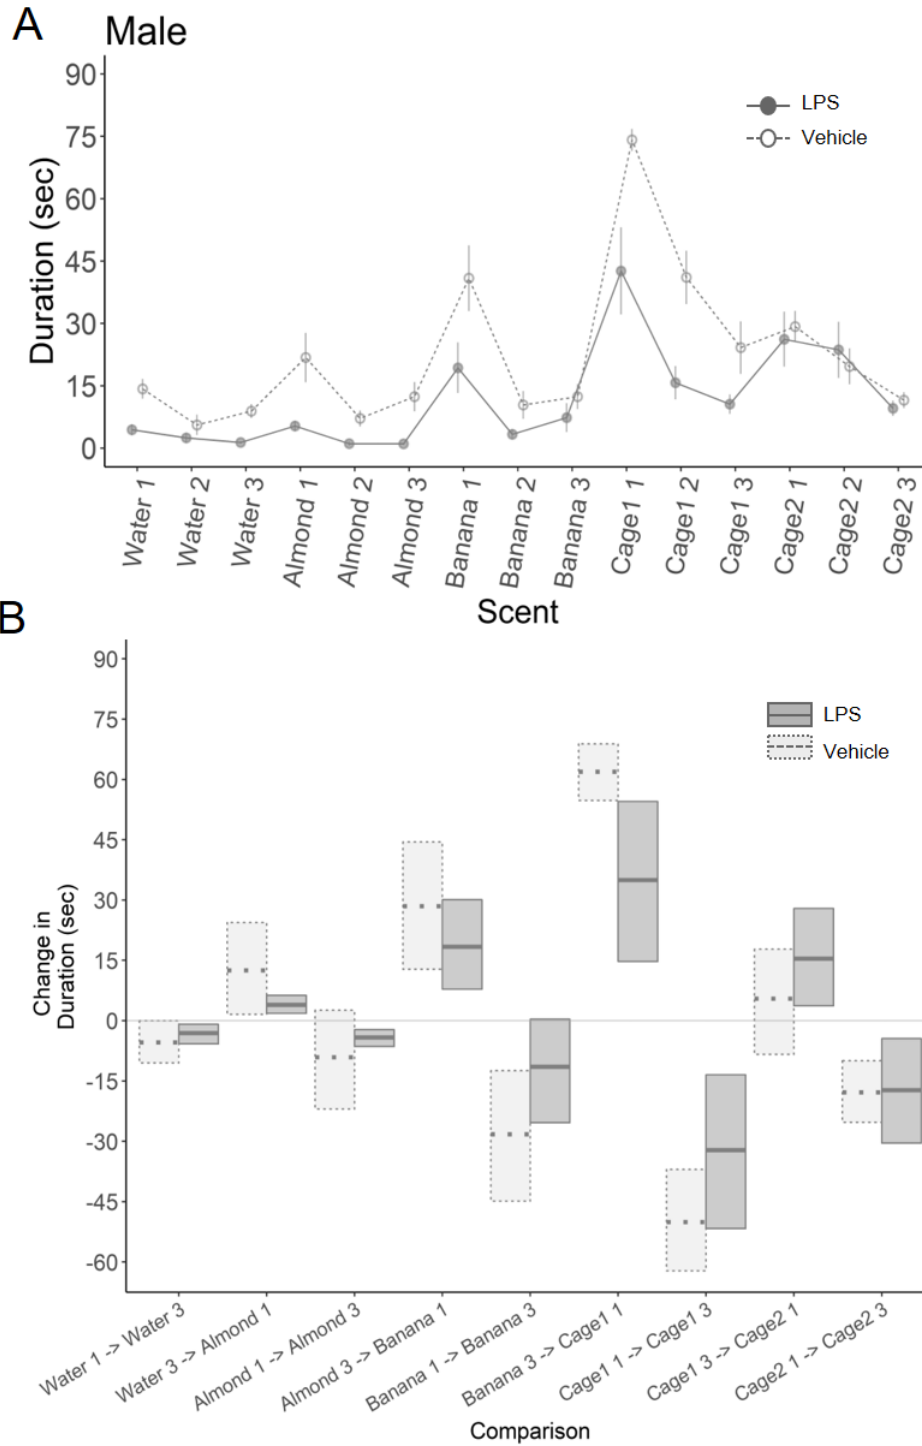 A
Male
90
75
60
45
30
15
0
Duration (sec)
LPS
Vehicle
Water 1
Water 2
Water 3
Almond 1
Almond 2
Almond 3
Banana 1
Banana 2
Banana 3
Cage1 1
Cage1 2
Cage1 3
Cage2 1
Cage2 2
Cage2 3
Scent
B
90
75
60
45
30
15
0
-15
-30
-45
-60
Change in
Duration (sec)
LPS
Vehicle
Water 1 -> Water 3
Water 3 -> Almond 1
Almond 1 -> Almond 3
Almond 3 -> Banana 1
Banana 1 -> Banana 3
Banana 3 -> Cage1 1
Cage1 1 -> Cage1 3
Cage1 3 -> Cage2 1
Cage2 1 -> Cage2 3
Comparison